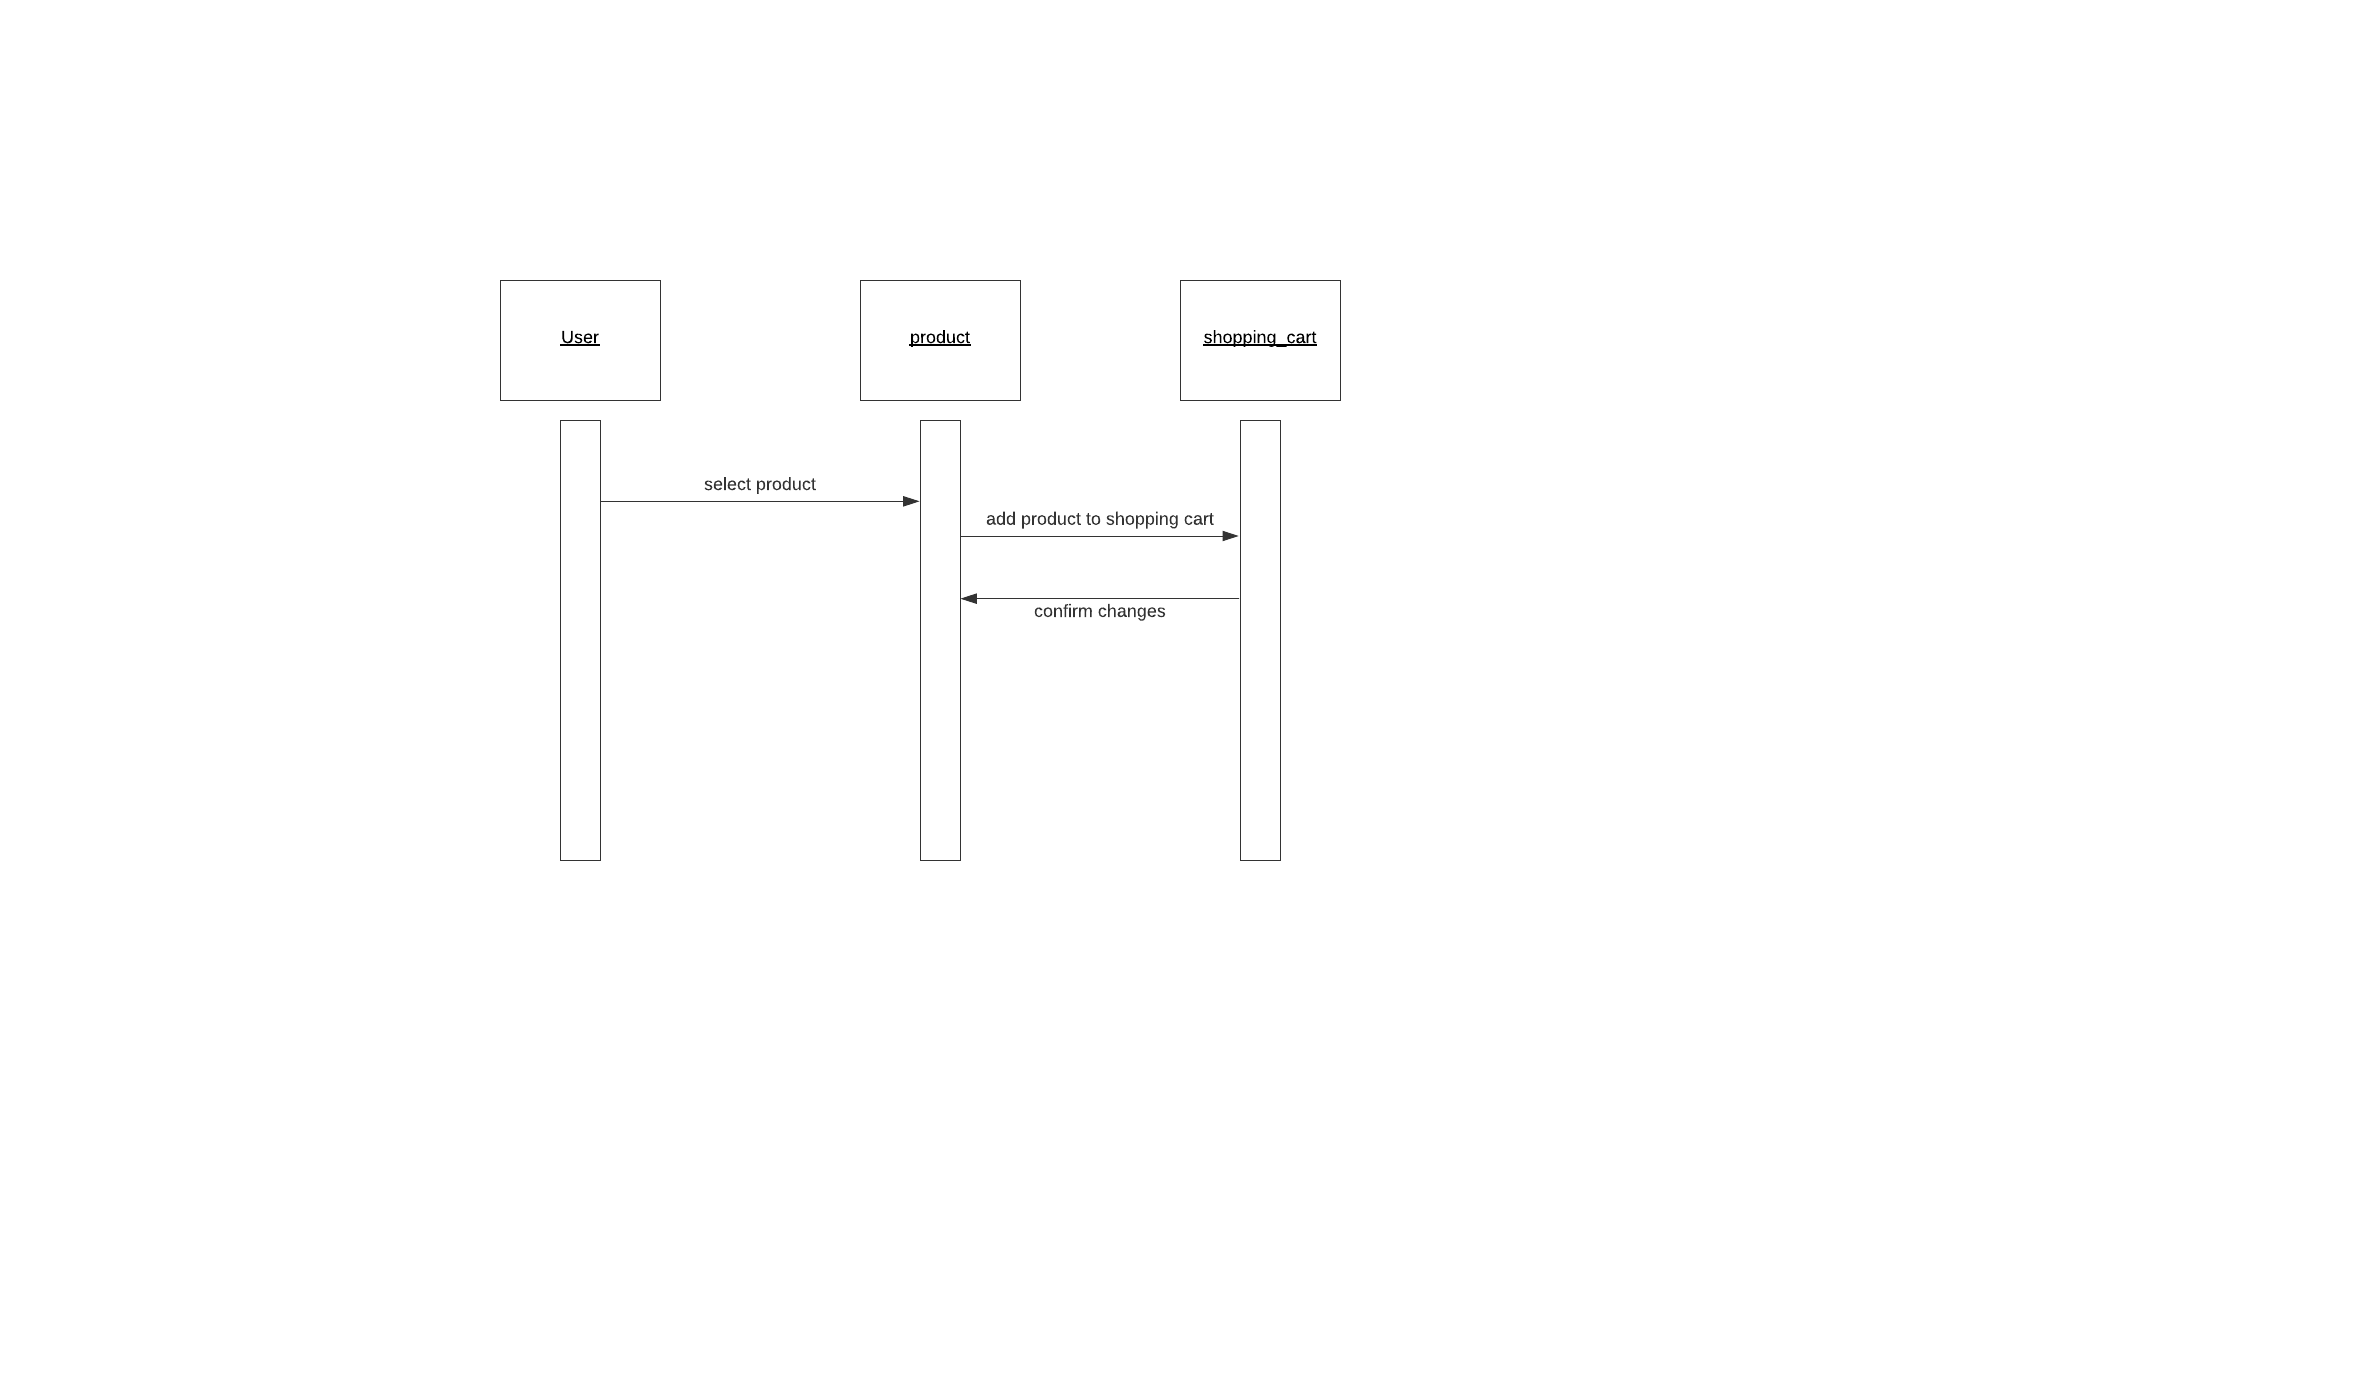 User
product
shopping_cart
select product
add product to shopping cart
confirm changes